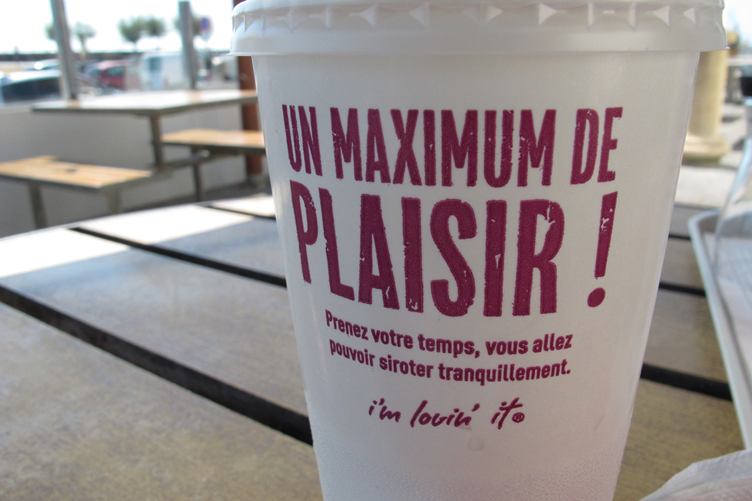 UN MAXIMUM DE
PLAISIR !
Prenez votre temps, vous allez
pouvoir siroter tranquillement.
i'm lovin' it®